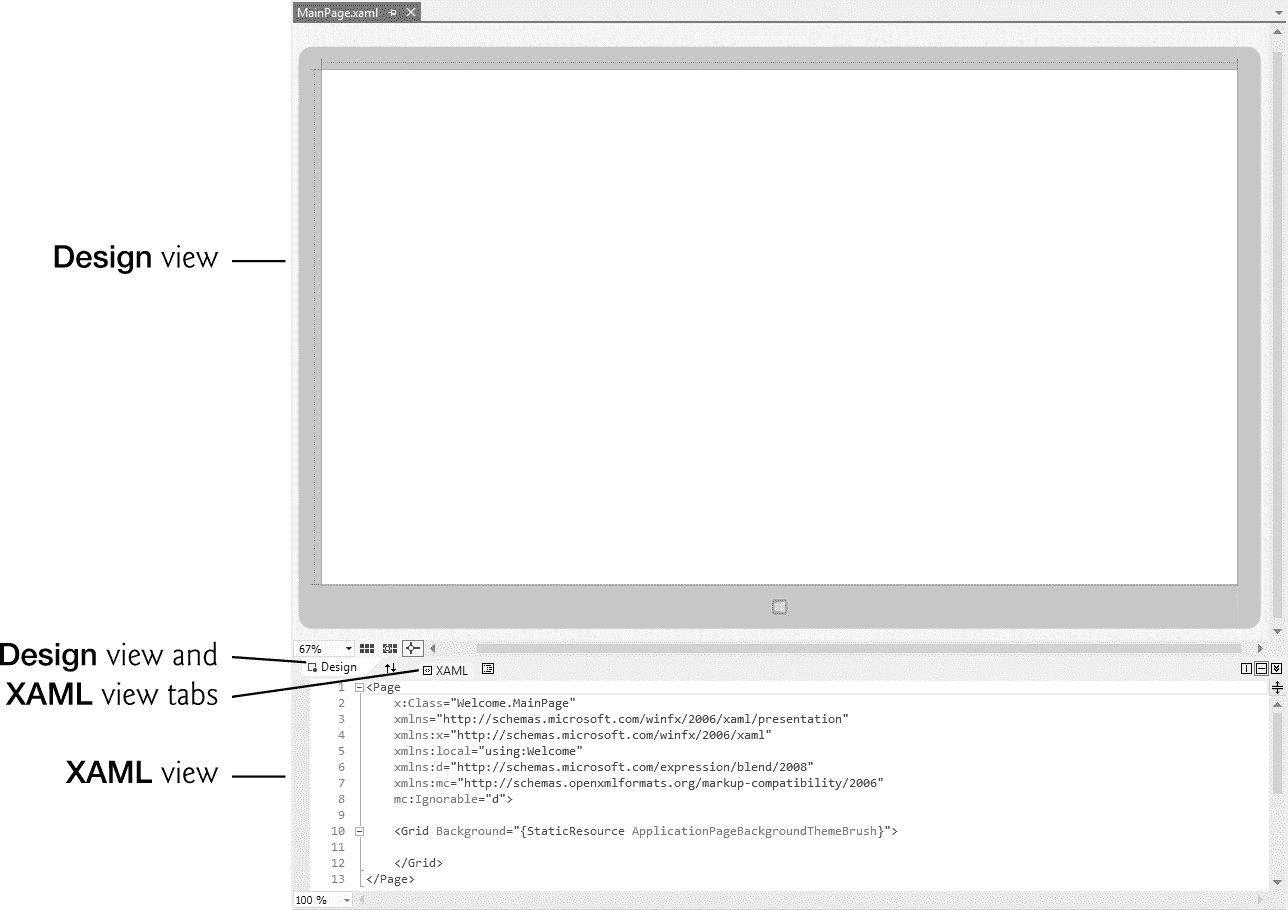 MainPage.xaml
Design view
67%
Design view and
XAML view tabs
Design
XAML
XAML view
1 <Page
2 x:Class="Welcome.MainPage"
3 xmlns="http://schemas.microsoft.com/winfx/2006/xaml/presentation"
4 xmlns:x="http://schemas.microsoft.com/winfx/2006/xaml"
5 xmlns:local="using:Welcome"
6 xmlns:d="http://schemas.microsoft.com/expression/blend/2008"
7 xmlns:mc="http://schemas.openxmlformats.org/markup-compatibility/2006"
8 mc:Ignorable="d">
9
10 <Grid Background="{StaticResource ApplicationPageBackgroundThemeBrush}">
11
12 </Grid>
13 </Page>
100 %